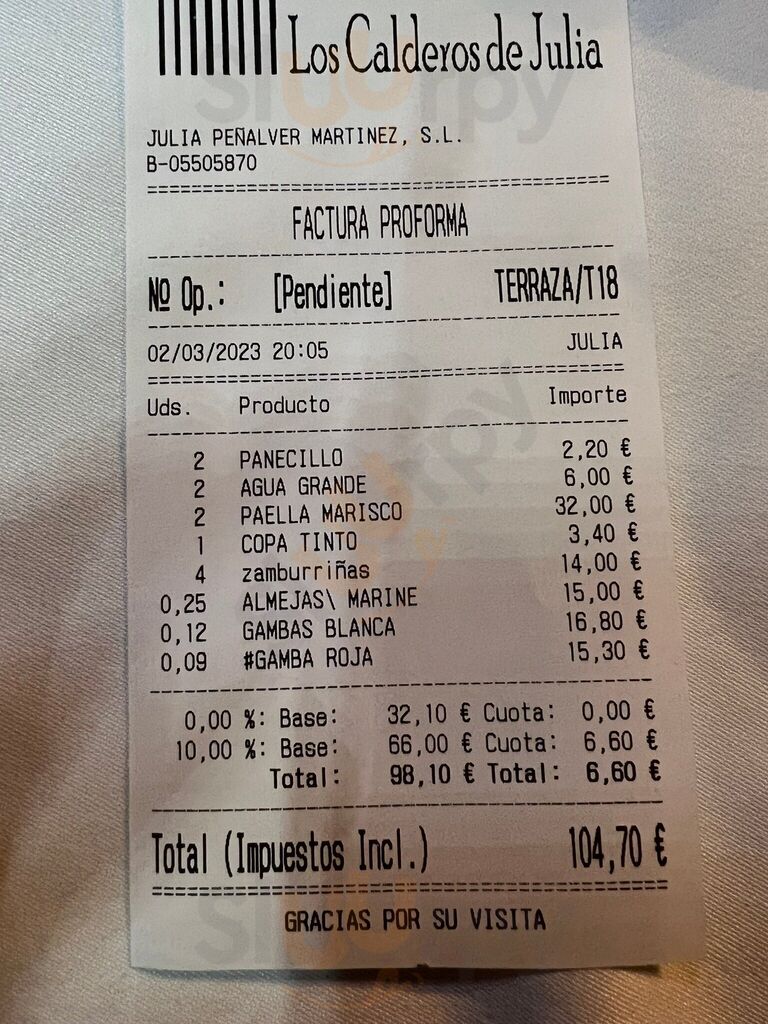 Los Calderos de Julia
JULIA PEÑALVER MARTINEZ, S.L.
B-05505870
FACTURA PROFORMA
Nº Op.: [Pendiente] TERRAZA/T18
02/03/2023 20:05 JULIA
Uds. Producto Importe
2 PANECILLO 2,20 €
2 AGUA GRANDE 6,00 €
2 PAELLA MARISCO 32,00 €
1 COPA TINTO 3,40 €
4 zamburriñas 14,00 €
0,25 ALMEJAS\ MARINE 15,00 €
0,12 GAMBAS BLANCA 16,80 €
0,09 #GAMBA ROJA 15,30 €
0,00 %: Base: 32,10 € Cuota: 0,00 €
10,00 %: Base: 66,00 € Cuota: 6,60 €
Total: 98,10 € Total: 6,60 €
Total (Impuestos Incl.) 104,70 €
GRACIAS POR SU VISITA